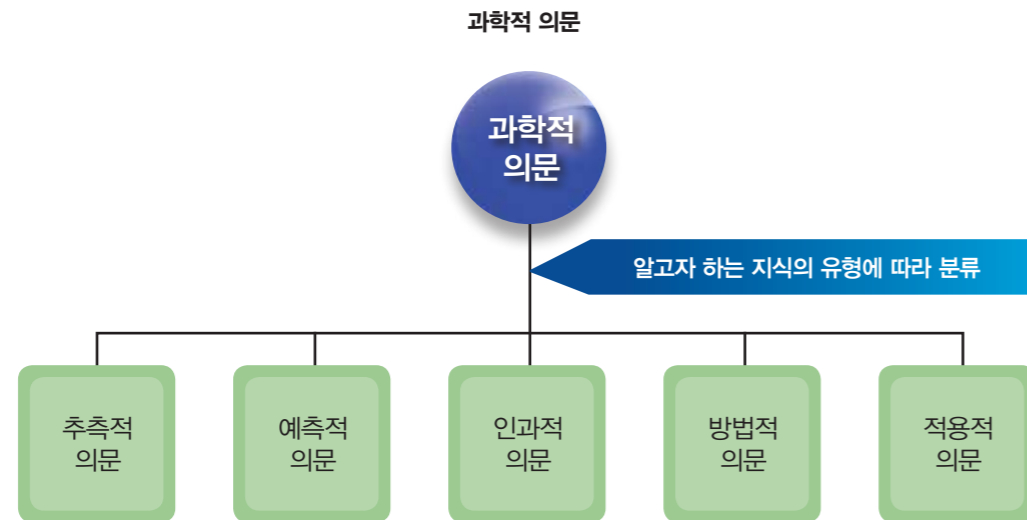 과학적 의문
과학적
의문
알고자 하는 지식의 유형에 따라 분류
추측적
의문
예측적
의문
인과적
의문
방법적
의문
적용적
의문